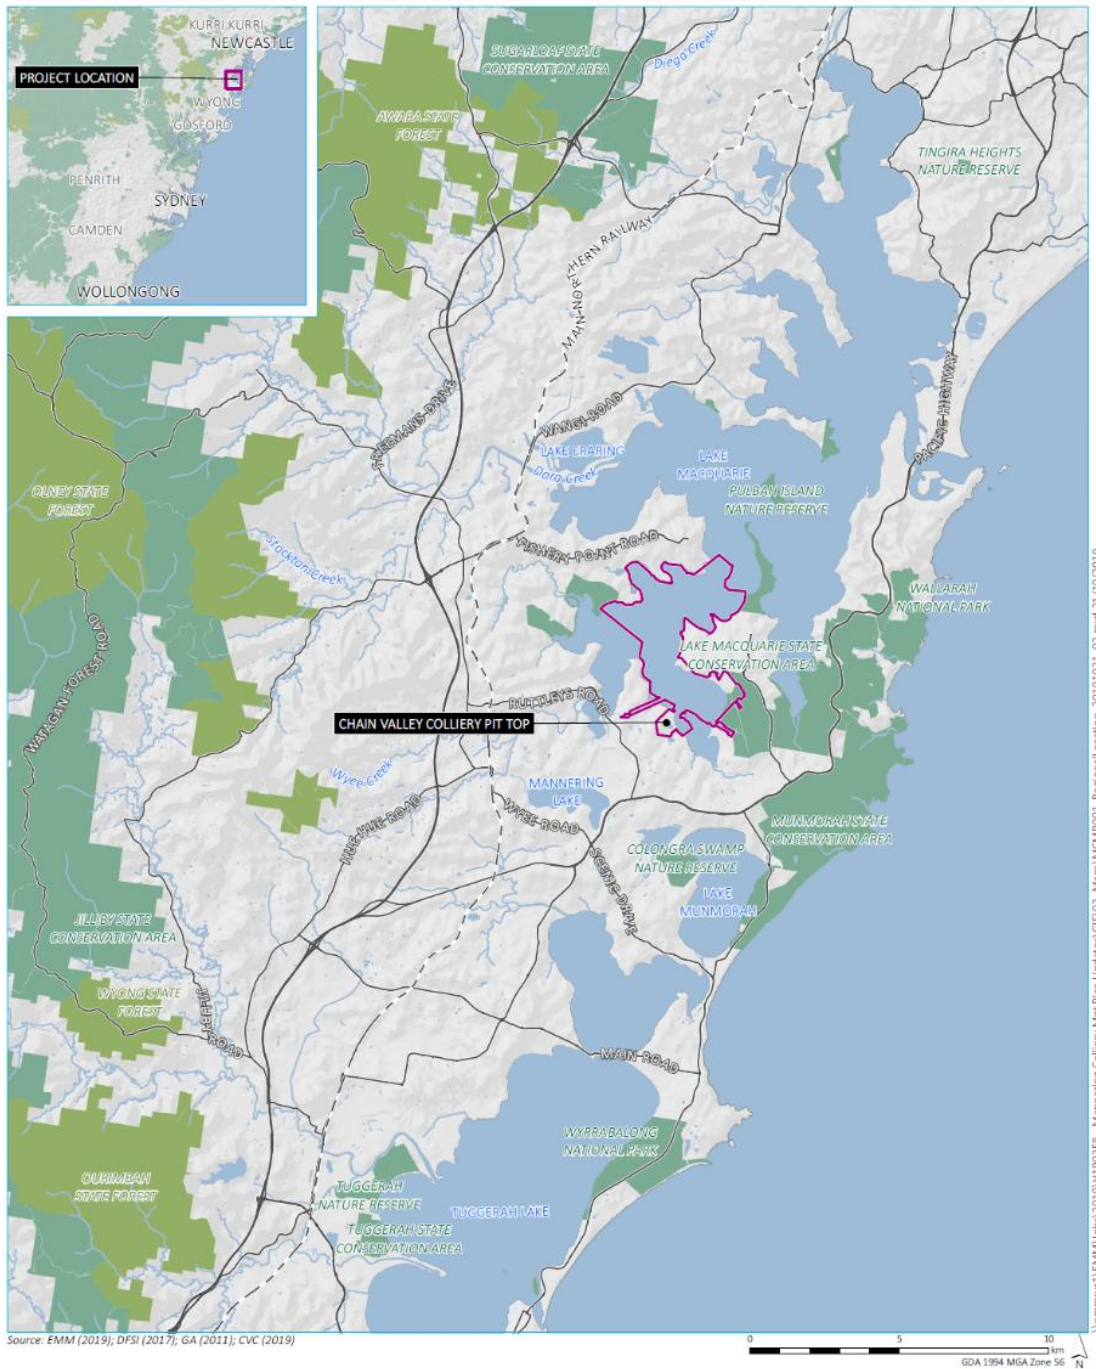 KURRI KURRI
NEWCASTLE
PROJECT LOCATION
WYONG
GOSFORD
PENRITH
SYDNEY
CAMDEN
WOLLONGONG
SUGARLOAF STATE
CONSERVATION AREA
Diega Creek
AWABA STATE
FOREST
TINGIRA HEIGHTS
NATURE RESERVE
MAIN NORTHERN RAILWAY
FREEMANS DRIVE
PACIFIC HIGHWAY
WANGI ROAD
LAKE ERARING
Dora Creek
LAKE
MACQUARIE
PULBAH ISLAND
NATURE RESERVE
OLNEY STATE
FOREST
Stockton Creek
FISHERY POINT ROAD
WALLARAH
NATIONAL PARK
WATAGAN FOREST ROAD
LAKE MACQUARIE STATE
CONSERVATION AREA
RUTTLEYS ROAD
CHAIN VALLEY COLLIERY PIT TOP
Wyee Creek
MANNERING
LAKE
HUE HUE ROAD
WYEE ROAD
MUNMORAH STATE
CONSERVATION AREA
COLONGRA SWAMP
NATURE RESERVE
SCENIC DRIVE
LAKE
MUNMORAH
JILLIBY STATE
CONSERVATION AREA
WYONG STATE
FOREST
JILLIBY
ROAD
MAIN ROAD
WYRRABALONG
NATIONAL PARK
OURIMBAH
STATE FOREST
TUGGERAH
NATURE RESERVE
TUGGERAH LAKE
TUGGERAH STATE
CONSERVATION AREA
Source: EMM (2019); DFSI (2017); GA (2011); CVC (2019)
0 5 10
km
GDA 1994 MGA Zone 56
N